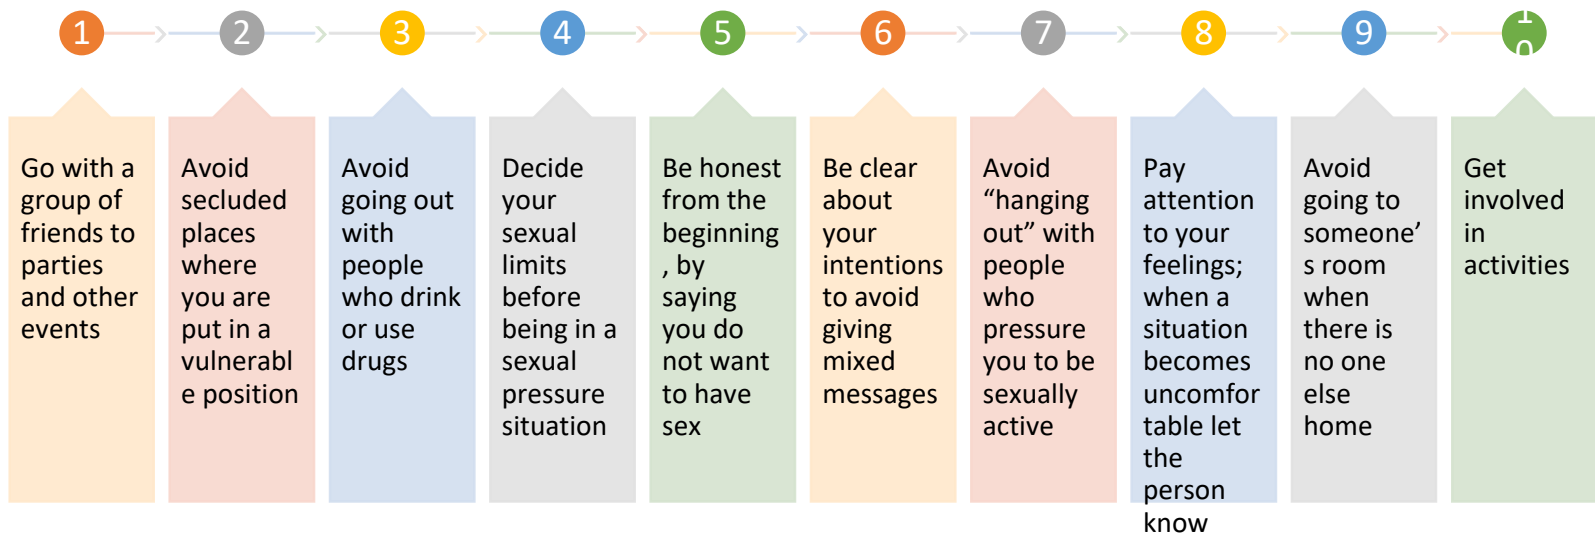 1
2
3
4
5
6
7
8
9
10
Go with a
group of
friends to
parties
and other
events
Avoid
secluded
places
where
you are
put in a
vulnerabl
e position
Avoid
going out
with
people
who drink
or use
drugs
Decide
your
sexual
limits
before
being in a
sexual
pressure
situation
Be honest
from the
beginning
, by
saying
you do
not want
to have
sex
Be clear
about
your
intentions
to avoid
giving
mixed
messages
Avoid
“hanging
out” with
people
who
pressure
you to be
sexually
active
Pay
attention
to your
feelings;
when a
situation
becomes
uncomfor
table let
the
person
know
Avoid
going to
someone’
s room
when
there is
no one
else
home
Get
involved
in
activities